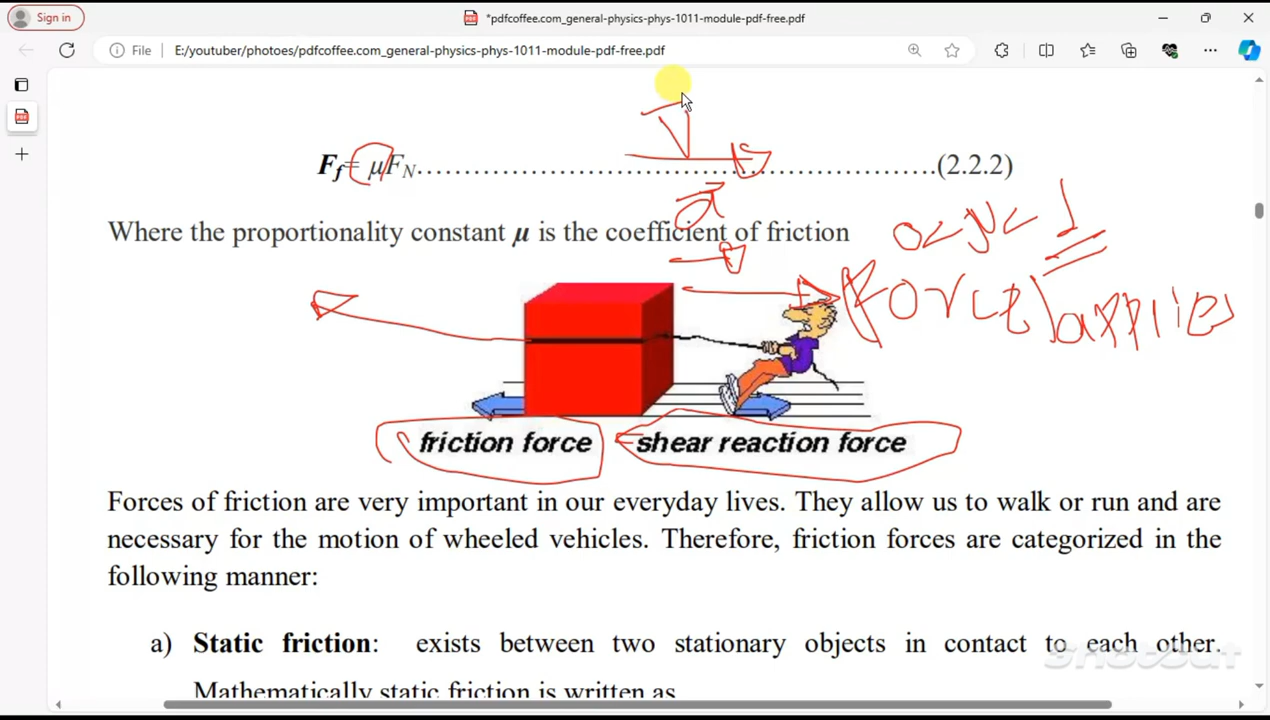 Sign in
*pdfcoffee.com_general-physics-phys-1011-module-pdf-free.pdf
File
E:/youtuber/photoes/pdfcoffee.com_general-physics-phys-1011-module-pdf-free.pdf
V
Ff= μFN……………………………………………………(2.2.2)
a
Where the proportionality constant μ is the coefficient of friction
0<μ<1
(Force) applies
friction force
shear reaction force
Forces of friction are very important in our everyday lives. They allow us to walk or run and are
necessary for the motion of wheeled vehicles. Therefore, friction forces are categorized in the
following manner:
a) Static friction: exists between two stationary objects in contact to each other.
Mathematically static friction is written as